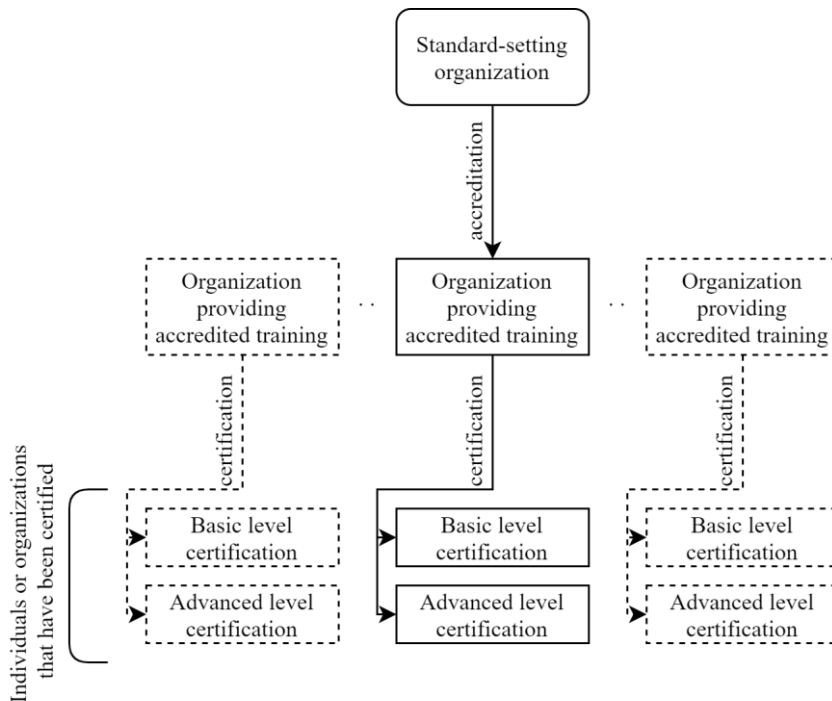 Standard-setting
organization
accreditation
Organization
providing
accredited training
. .
Organization
providing
accredited training
. .
Organization
providing
accredited training
certification
certification
certification
Individuals or organizations
that have been certified
Basic level
certification
Basic level
certification
Basic level
certification
Advanced level
certification
Advanced level
certification
Advanced level
certification